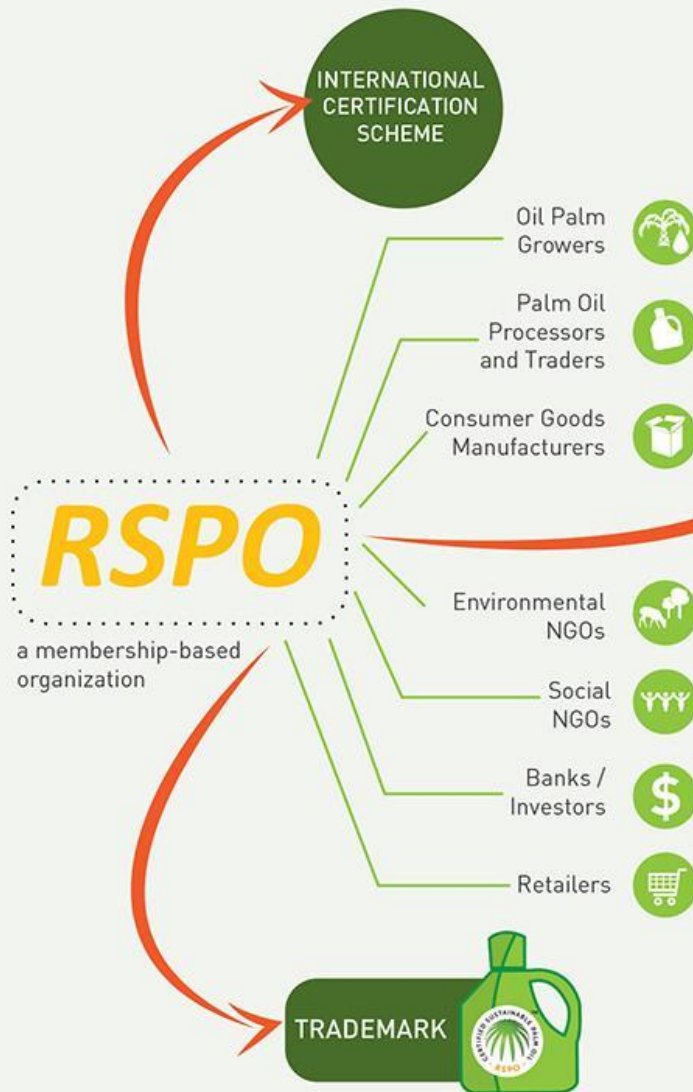 INTERNATIONAL
CERTIFICATION
SCHEME
Oil Palm
Growers
Palm Oil
Processors
and Traders
Consumer Goods
Manufacturers
RSPO
a membership-based
organization
Environmental
NGOs
Social
NGOs
$
Banks /
Investors
Retailers
TRADEMARK
CERTIFIED SUSTAINABLE PALM OIL
RSPO